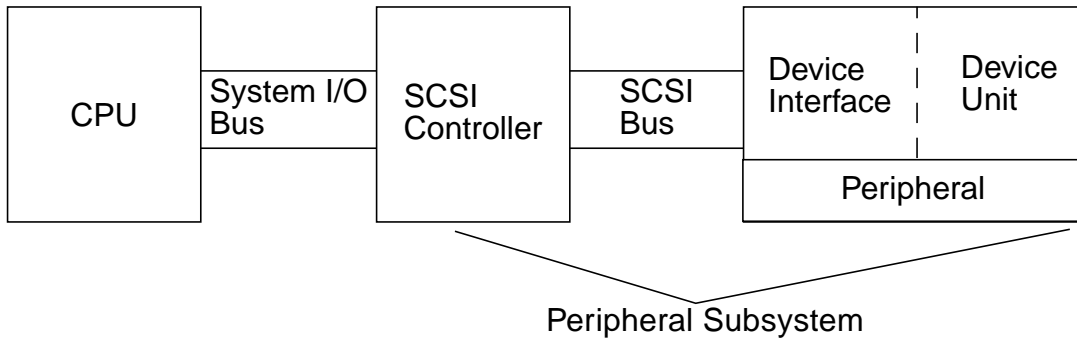 CPU
System I/O
Bus
SCSI
Controller
SCSI
Bus
Device
Interface
Device
Unit
Peripheral
Peripheral Subsystem